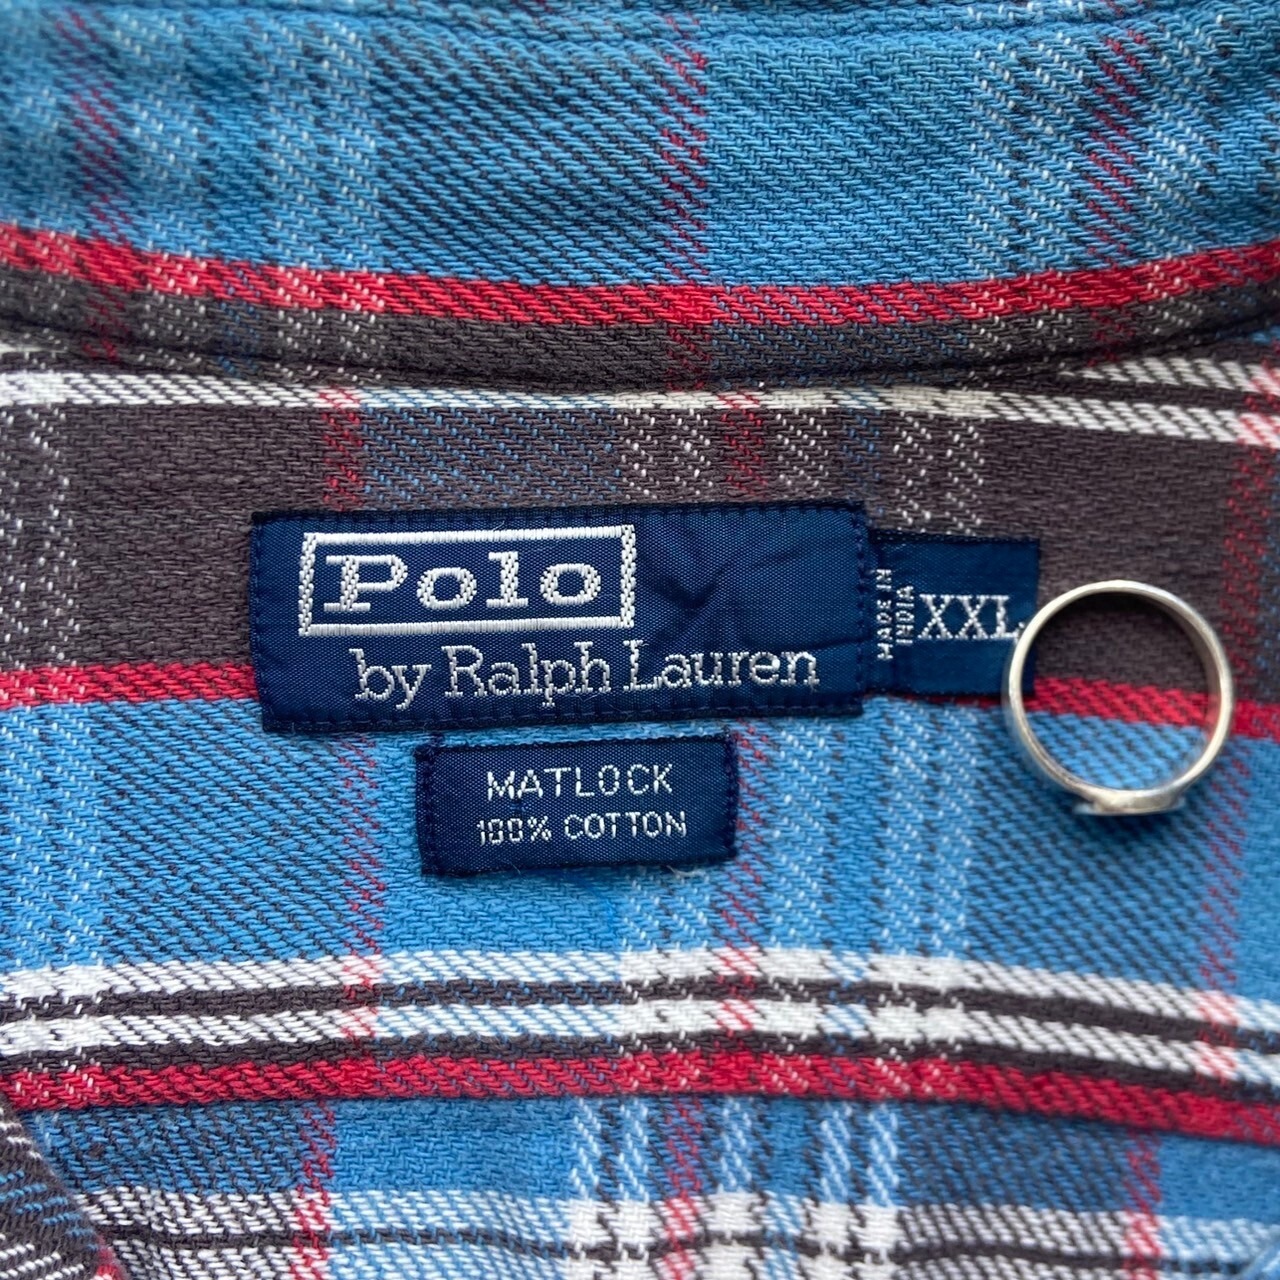 Polo
by Ralph Lauren
MADE IN
INDIA
XXL
MATLOCK
100% COTTON